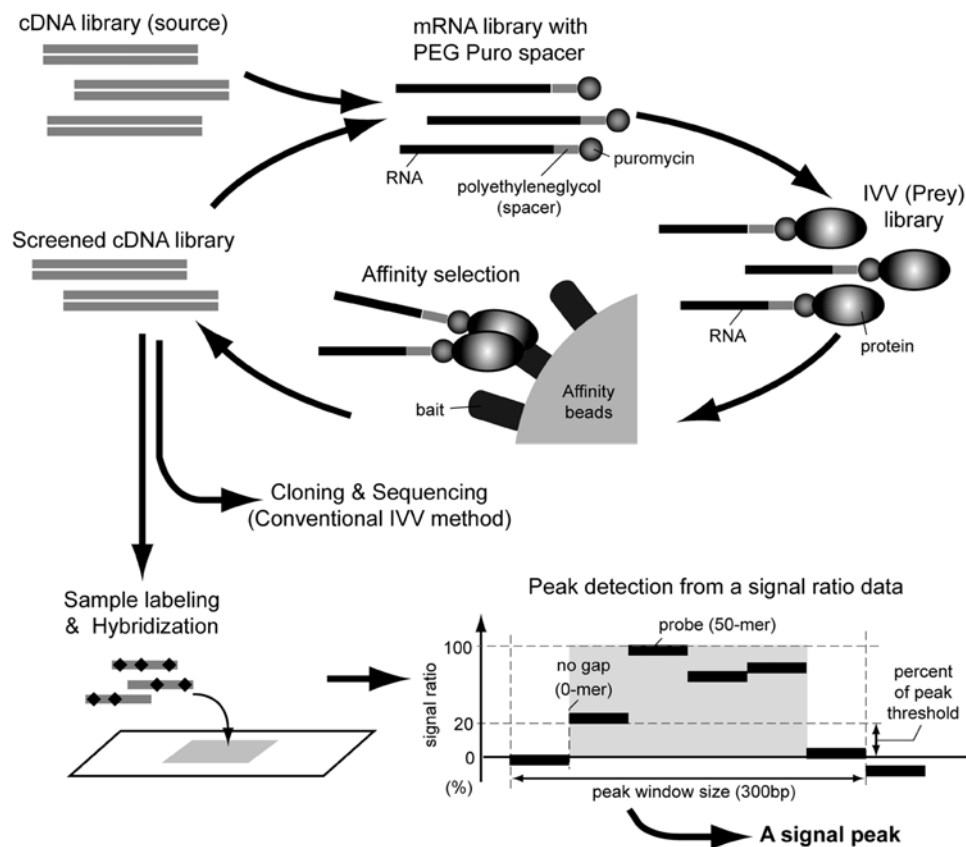 cDNA library (source)
mRNA library with
PEG Puro spacer
RNA
polyethyleneglycol
(spacer)
puromycin
IVV (Prey)
library
RNA
protein
Screened cDNA library
Affinity selection
bait
Affinity
beads
Cloning & Sequencing
(Conventional IVV method)
Sample labeling
& Hybridization
Peak detection from a signal ratio data
probe (50-mer)
100
no gap
(0-mer)
percent
of peak
threshold
signal ratio
20
0
(%)
peak window size (300bp)
A signal peak